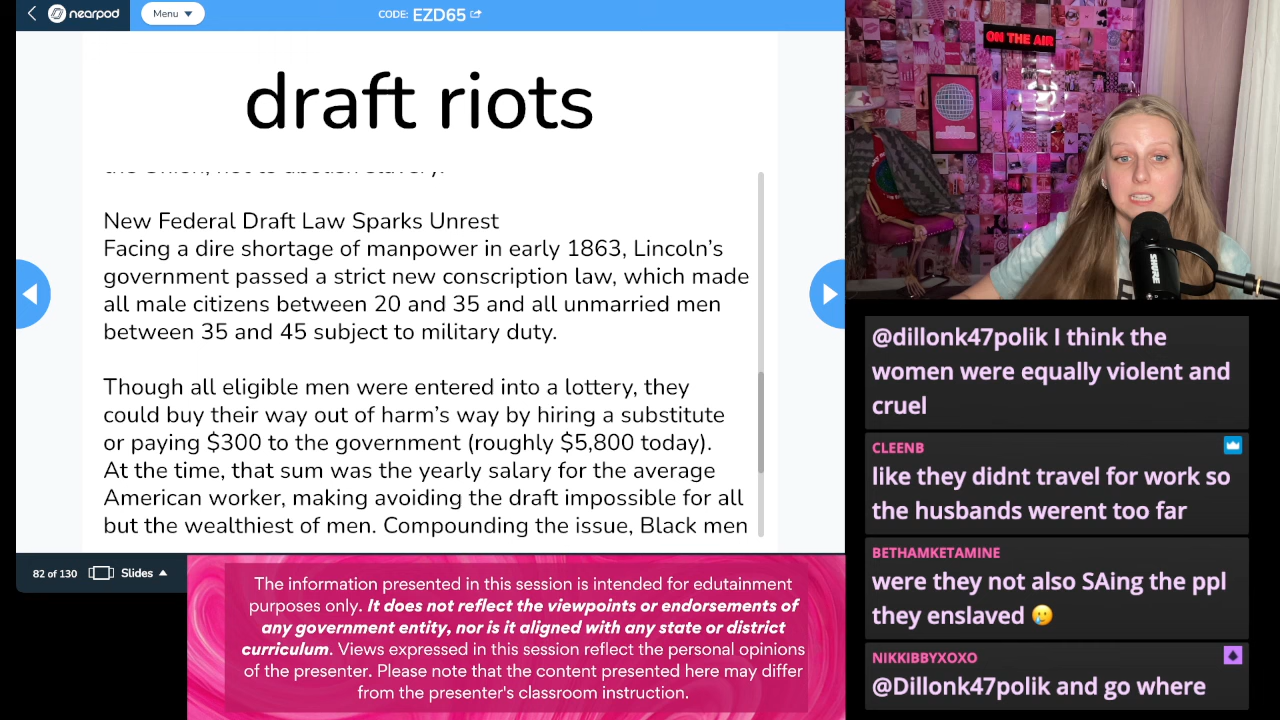 nearpod
Menu
CODE: EZD65
draft riots
the Union, not to abolish slavery.
New Federal Draft Law Sparks Unrest
Facing a dire shortage of manpower in early 1863, Lincoln’s
government passed a strict new conscription law, which made
all male citizens between 20 and 35 and all unmarried men
between 35 and 45 subject to military duty.
Though all eligible men were entered into a lottery, they
could buy their way out of harm’s way by hiring a substitute
or paying $300 to the government (roughly $5,800 today).
At the time, that sum was the yearly salary for the average
American worker, making avoiding the draft impossible for all
but the wealthiest of men. Compounding the issue, Black men
82 of 130
Slides
The information presented in this session is intended for edutainment
purposes only. It does not reflect the viewpoints or endorsements of
any government entity, nor is it aligned with any state or district
curriculum. Views expressed in this session reflect the personal opinions
of the presenter. Please note that the content presented here may differ
from the presenter's classroom instruction.
ON THE AIR
SHURE
@dillonk47polik I think the
women were equally violent and
cruel
CLEENB
like they didnt travel for work so
the husbands werent too far
BETHAMKETAMINE
were they not also SAing the ppl
they enslaved 🥲
NIKKIBBYXOXO
@Dillonk47polik and go where